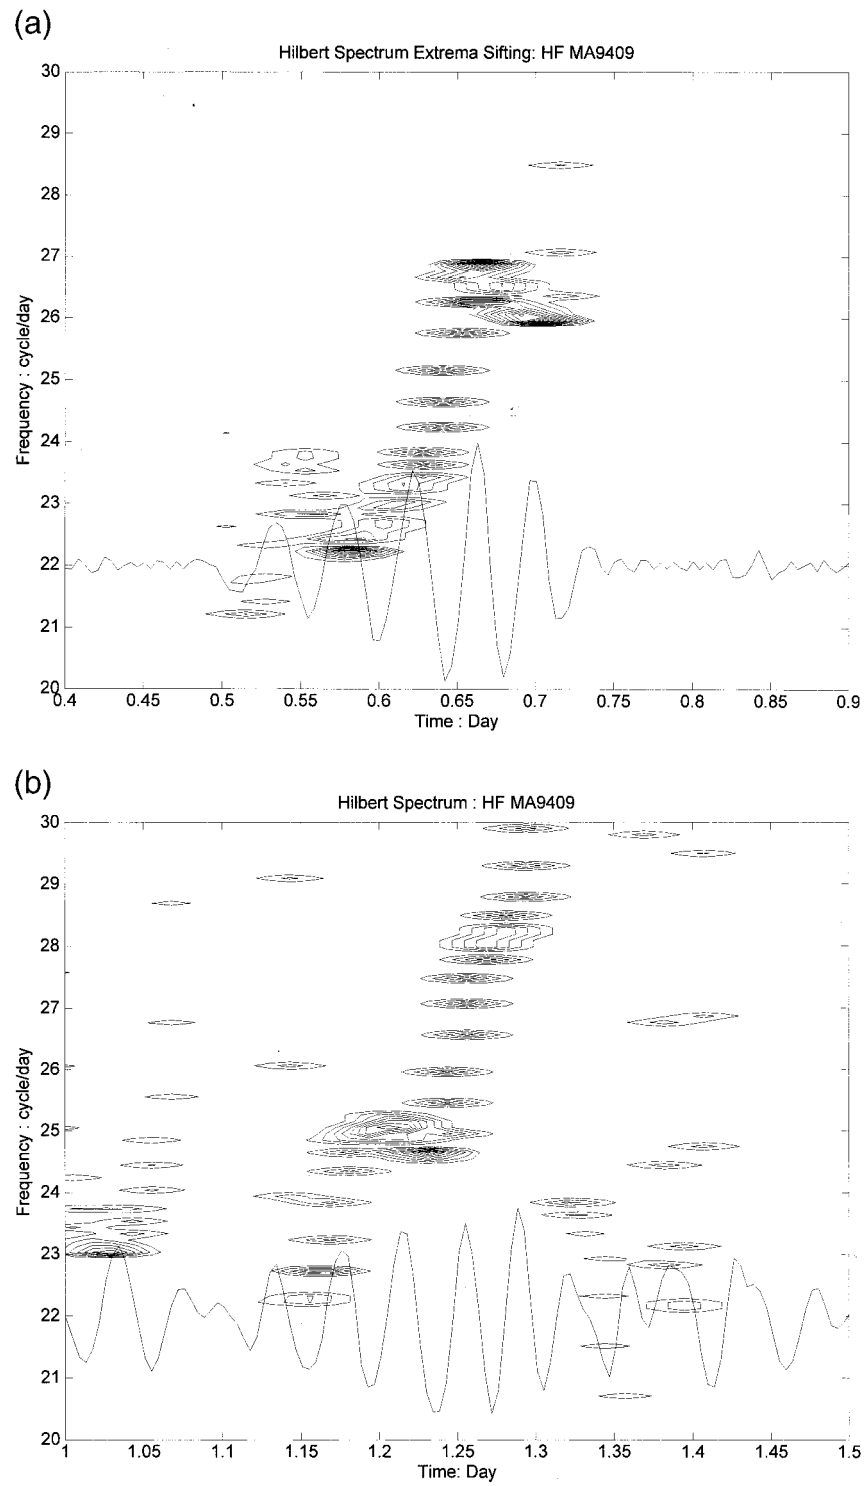 (a)
Hilbert Spectrum Extrema Sifting: HF MA9409
30
29
28
27
26
25
24
23
22
21
20
Frequency : cycle/day
0.4 0.45 0.5 0.55 0.6 0.65 0.7 0.75 0.8 0.85 0.9
Time : Day
(b)
Hilbert Spectrum : HF MA9409
30
29
28
27
26
25
24
23
22
21
20
Frequency : cycle/day
1 1.05 1.1 1.15 1.2 1.25 1.3 1.35 1.4 1.45 1.5
Time: Day